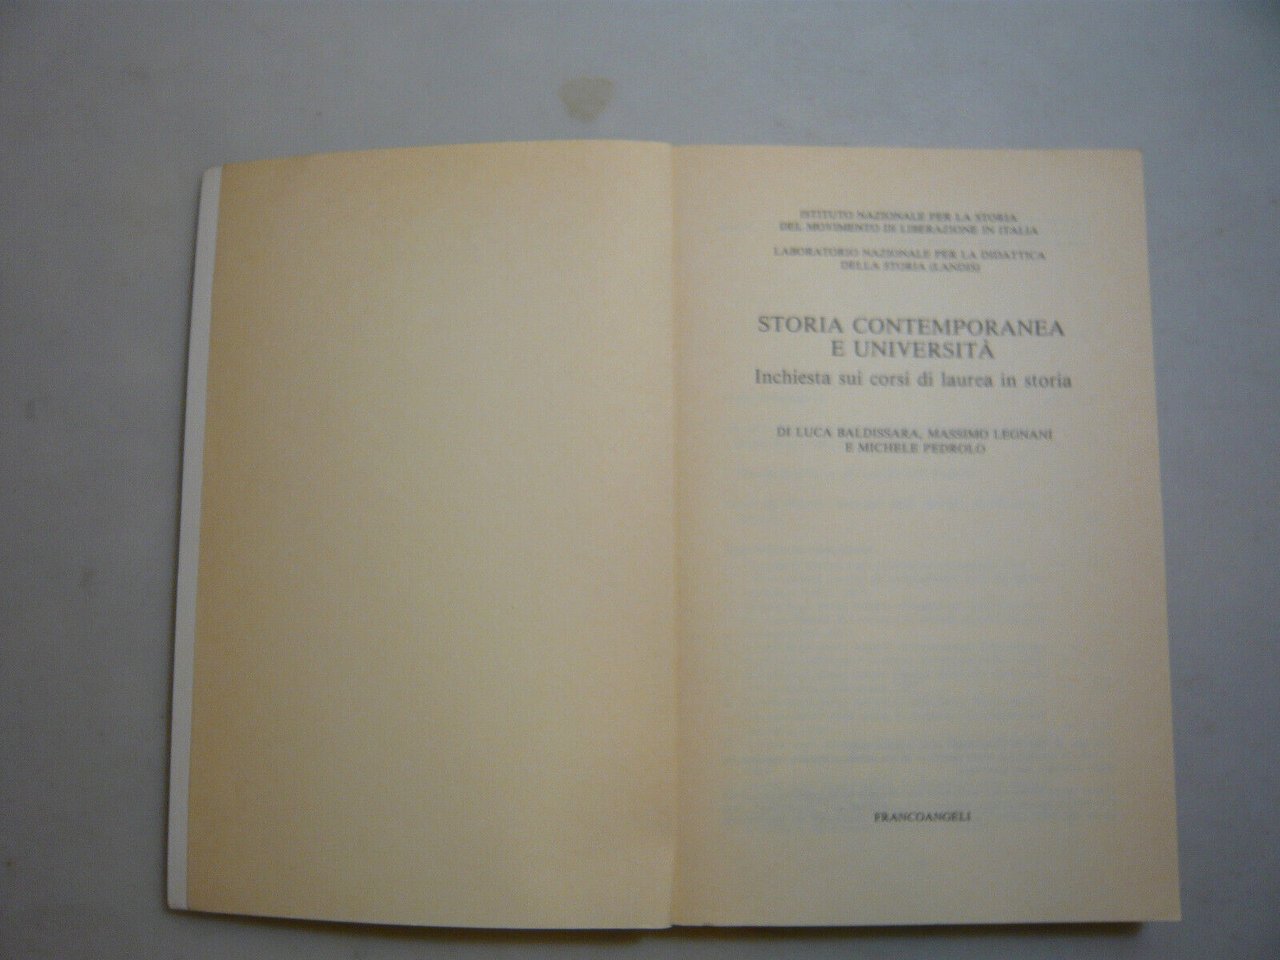 ISTITUTO NAZIONALE PER LA STORIA
DEL MOVIMENTO DI LIBERAZIONE IN ITALIA
LABORATORIO NAZIONALE PER LA DIDATTICA
DELLA STORIA (LANDIS)
STORIA CONTEMPORANEA
E UNIVERSITÀ
Inchiesta sui corsi di laurea in storia
DI LUCA BALDISSARA, MASSIMO LEGNANI
E MICHELE PEDROLO
FRANCOANGELI